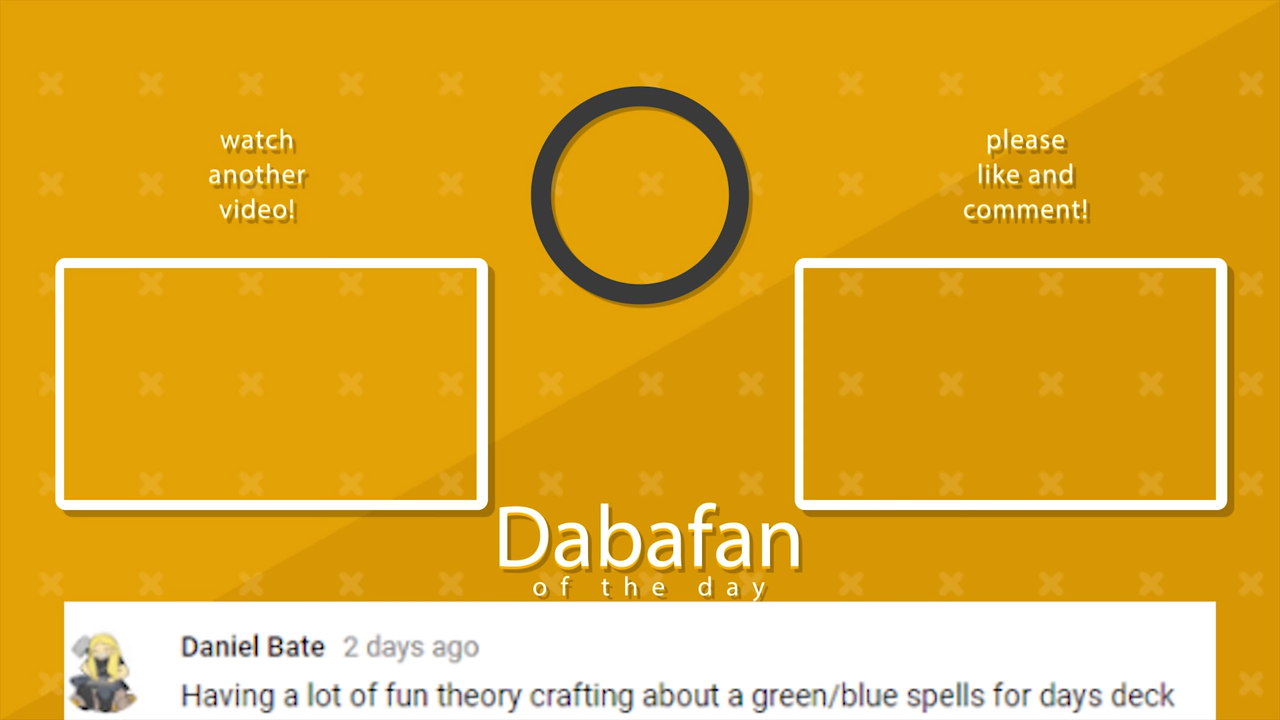 watch
another
video!
please
like and
comment!
Dabafan
of the day
Daniel Bate 2 days ago
Having a lot of fun theory crafting about a green/blue spells for days deck